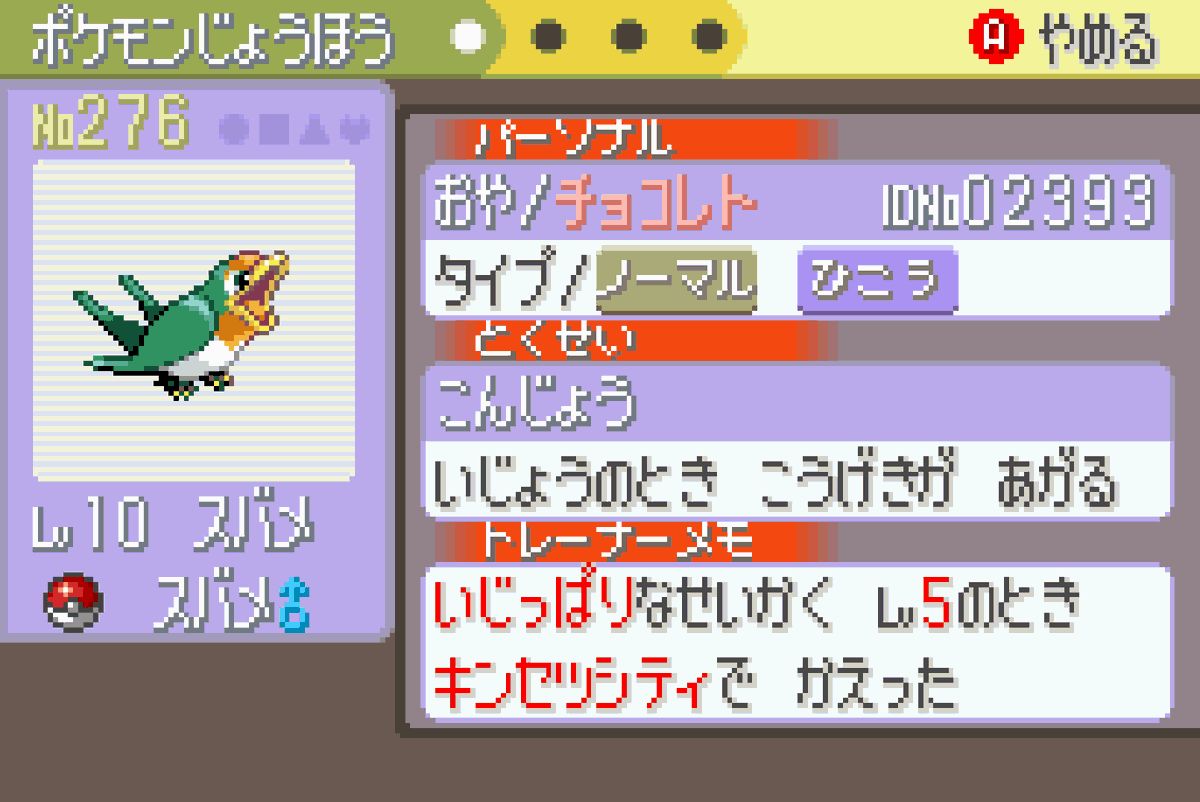 ポケモンじょうほう
A やめる
№276
Lv10 スバメ
スバメ♂
パーソナル
おや/チョコレト IDNo02393
タイプ/ノーマル ひこう
とくせい
こんじょう
いじょうのとき こうげきが あがる
トレーナーメモ
いじっぱりなせいかく Lv5のとき
キンセツシティで かえった